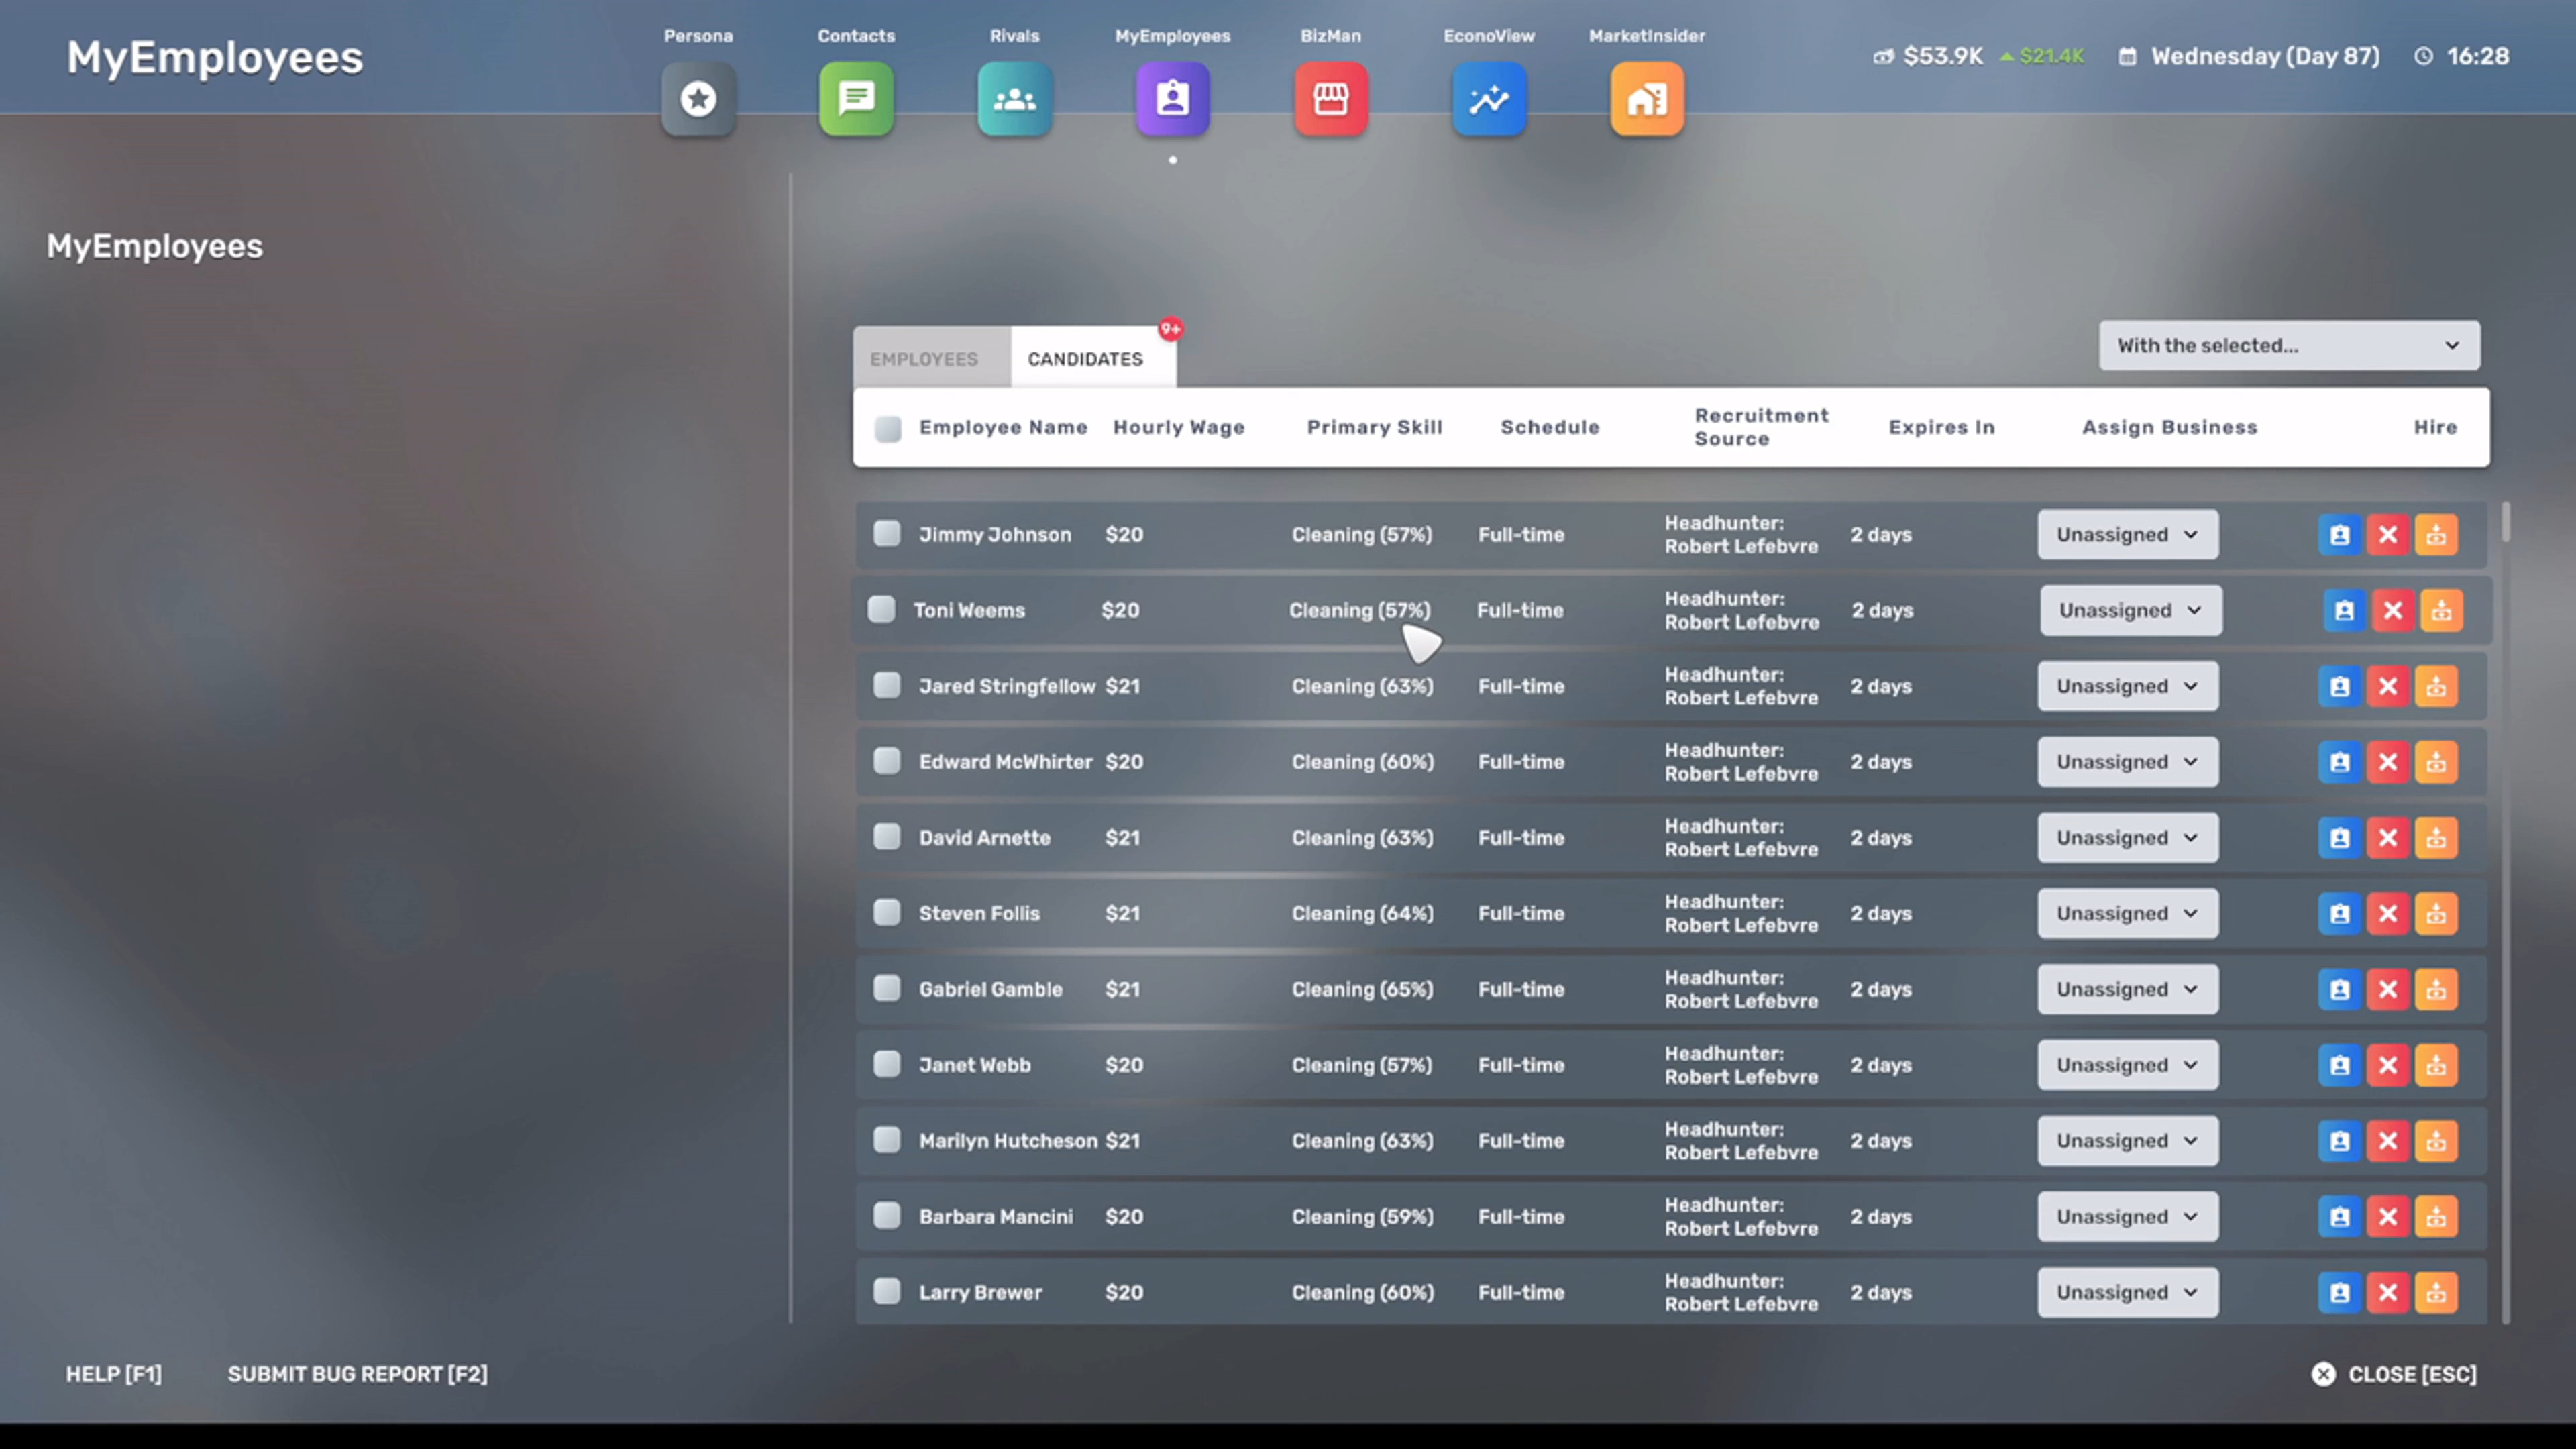 MyEmployees
Persona
Contacts
Rivals
MyEmployees
BizMan
EconoView
MarketInsider
$53.9K
$21.4K
Wednesday (Day 87)
16:28
MyEmployees
EMPLOYEES
CANDIDATES
9+
With the selected...
Employee Name
Hourly Wage
Primary Skill
Schedule
Recruitment
Source
Expires In
Assign Business
Hire
Jimmy Johnson $20 Cleaning (57%) Full-time
Headhunter:
Robert Lefebvre
2 days
Unassigned
Toni Weems $20 Cleaning (57%) Full-time
Headhunter:
Robert Lefebvre
2 days
Unassigned
Jared Stringfellow $21 Cleaning (63%) Full-time
Headhunter:
Robert Lefebvre
2 days
Unassigned
Edward McWhirter $20 Cleaning (60%) Full-time
Headhunter:
Robert Lefebvre
2 days
Unassigned
David Arnette $21 Cleaning (63%) Full-time
Headhunter:
Robert Lefebvre
2 days
Unassigned
Steven Follis $21 Cleaning (64%) Full-time
Headhunter:
Robert Lefebvre
2 days
Unassigned
Gabriel Gamble $21 Cleaning (65%) Full-time
Headhunter:
Robert Lefebvre
2 days
Unassigned
Janet Webb $20 Cleaning (57%) Full-time
Headhunter:
Robert Lefebvre
2 days
Unassigned
Marilyn Hutcheson $21 Cleaning (63%) Full-time
Headhunter:
Robert Lefebvre
2 days
Unassigned
Barbara Mancini $20 Cleaning (59%) Full-time
Headhunter:
Robert Lefebvre
2 days
Unassigned
Larry Brewer $20 Cleaning (60%) Full-time
Headhunter:
Robert Lefebvre
2 days
Unassigned
HELP [F1]
SUBMIT BUG REPORT [F2]
CLOSE [ESC]